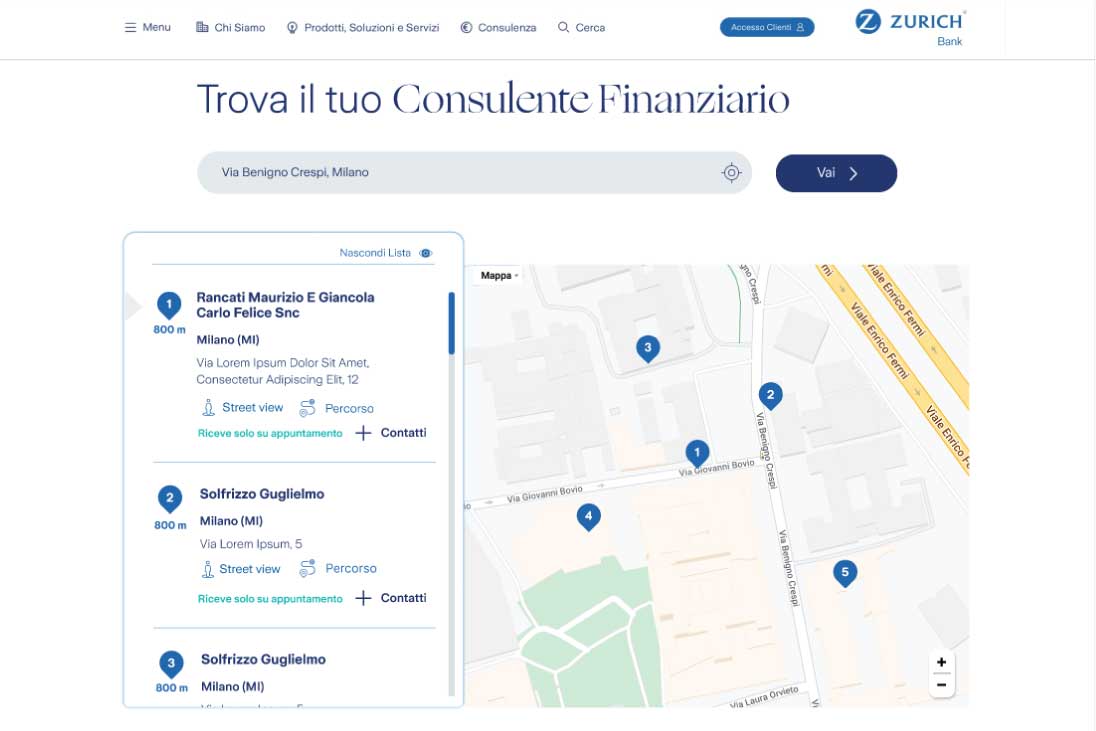 Menu
Chi Siamo
Prodotti, Soluzioni e Servizi
Consulenza
Cerca
Accesso Clienti
ZURICH
Bank
Trova il tuo Consulente Finanziario
Via Benigno Crespi, Milano
Vai
Nascondi Lista
1
800 m
Rancati Maurizio E Giancola
Carlo Felice Snc
Milano (MI)
Via Lorem Ipsum Dolor Sit Amet,
Consectetur Adipiscing Elit, 12
Street view
Percorso
Riceve solo su appuntamento
Contatti
2
800 m
Solfrizzo Guglielmo
Milano (MI)
Via Lorem Ipsum, 5
Street view
Percorso
Riceve solo su appuntamento
Contatti
3
800 m
Solfrizzo Guglielmo
Milano (MI)
Mappa
Crespi
Viale Enrico Fermi
Viale Enrico Fermi
Viale Enrico
3
2
Via Benigno Crespi
1
Via Giovanni Bovio
Via Giovanni Bovio
4
Via Benigno Crespi
5
Via Laura Orvieto
+
−